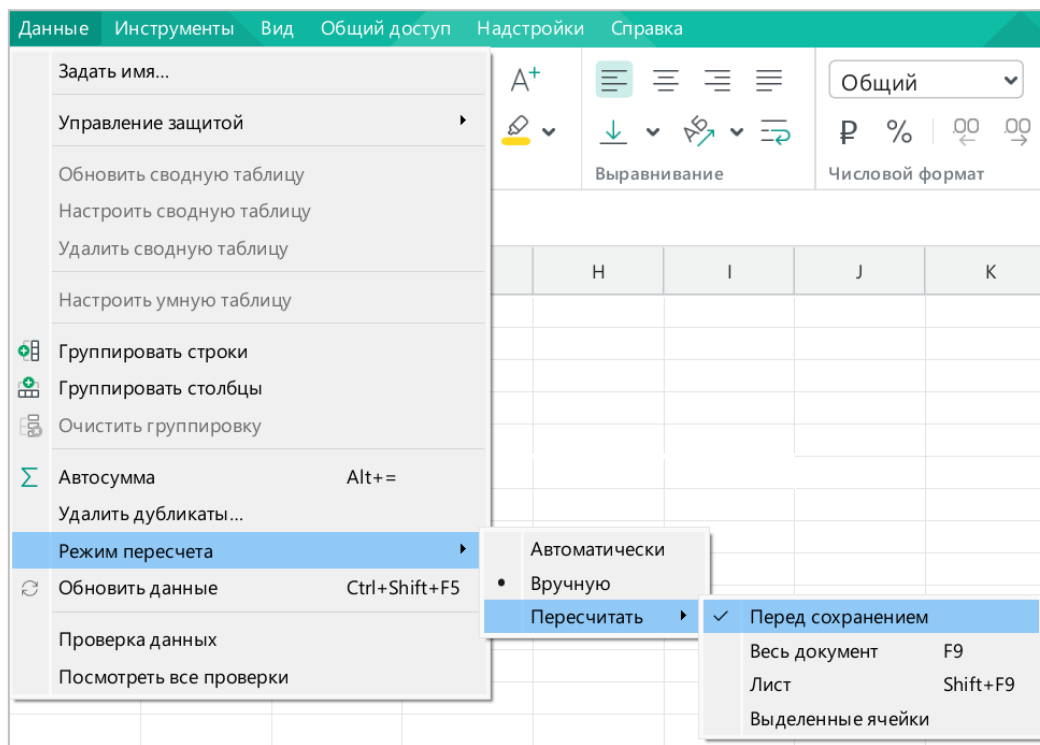 Данные Инструменты Вид Общий доступ Надстройки Справка
Задать имя...
Управление защитой
Обновить сводную таблицу
Настроить сводную таблицу
Удалить сводную таблицу
Настроить умную таблицу
Группировать строки
Группировать столбцы
Очистить группировку
Автосумма Alt+=
Удалить дубликаты...
Режим пересчета
Обновить данные Ctrl+Shift+F5
Проверка данных
Посмотреть все проверки
Автоматически
Вручную
Пересчитать
Перед сохранением
Весь документ F9
Лист Shift+F9
Выделенные ячейки
A+
Общий
АБ
₽ % .00 .00
Выравнивание
Числовой формат
H I J K